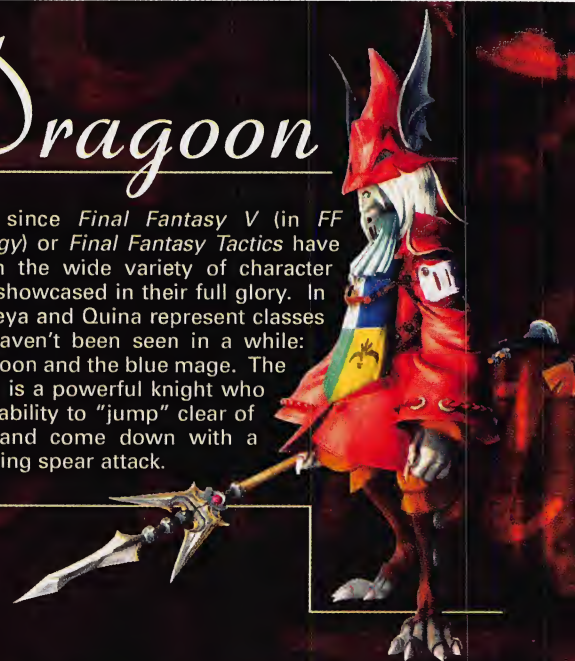 Dragoon
since Final Fantasy V (in FF
gy) or Final Fantasy Tactics have
n the wide variety of character
showcased in their full glory. In
eya and Quina represent classes
aven't been seen in a while:
oon and the blue mage. The
is a powerful knight who
ability to "jump" clear of
and come down with a
ing spear attack.